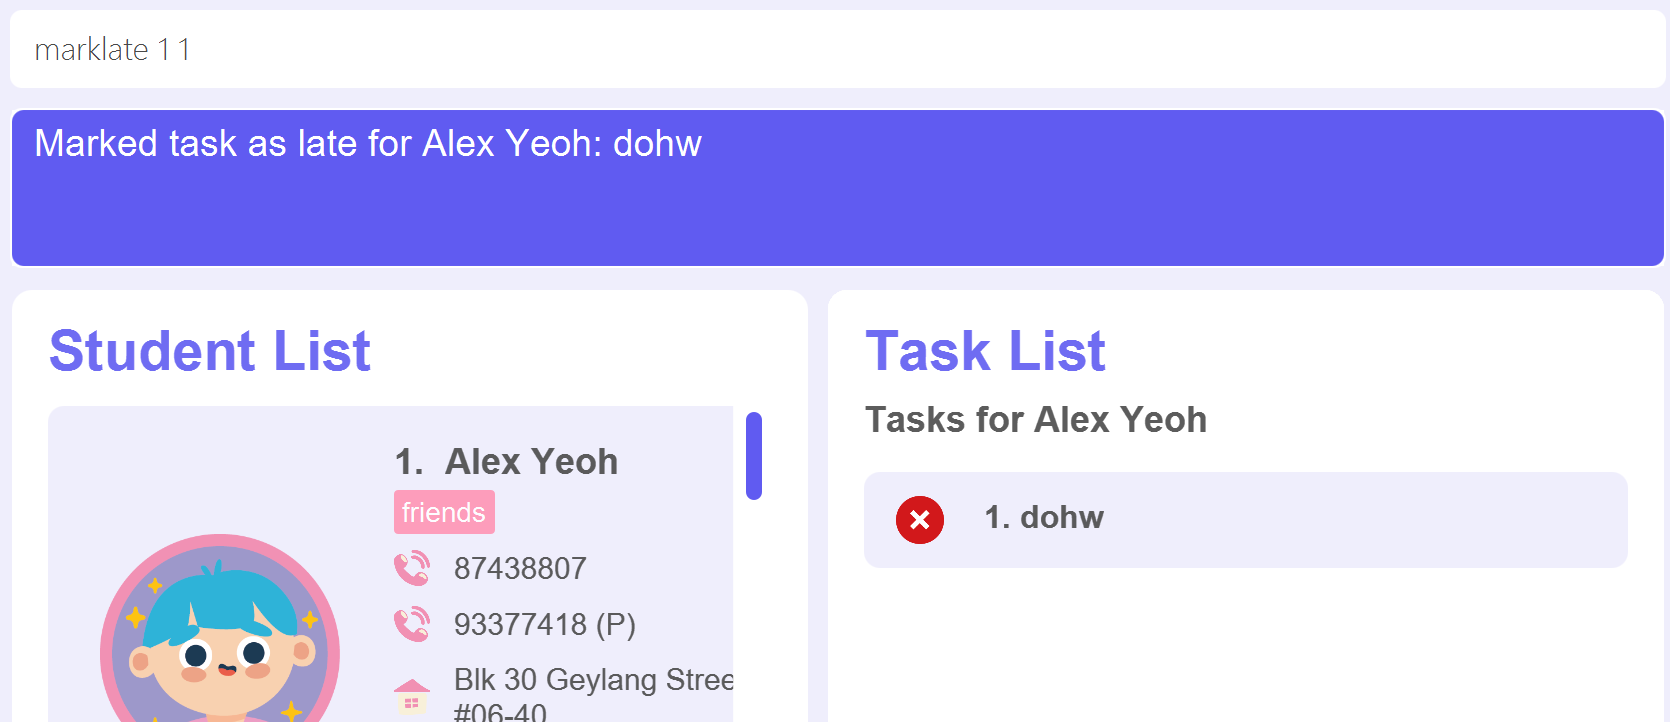 marklate 1 1
Marked task as late for Alex Yeoh: dohw
Student List
1. Alex Yeoh
friends
87438807
93377418 (P)
Blk 30 Geylang Stree
#06-40
Task List
Tasks for Alex Yeoh
1. dohw